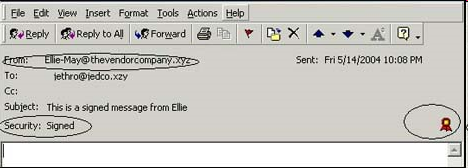 File Edit View Insert Format Tools Actions Help
Reply Reply to All Forward
From: Ellie-May@thevendorcompany.xyz Sent: Fri 5/14/2004 10:08 PM
To: jethro@jedco.xzy
Cc:
Subject: This is a signed message from Ellie
Security: Signed